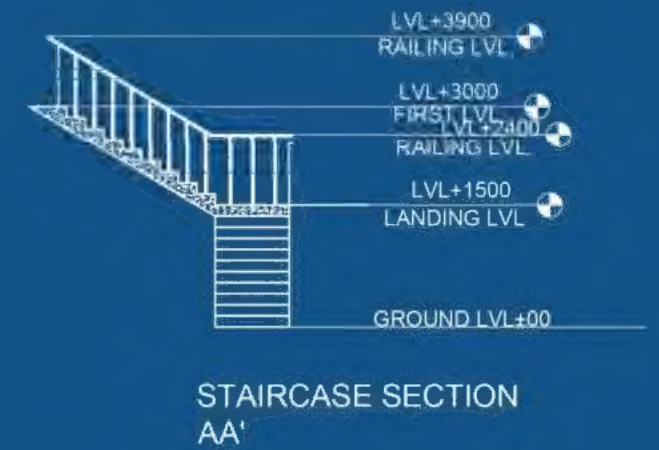 LVL+3900
RAILING LVL.
LVL+3000
FIRST LVL.
LVL+2400
RAILING LVL.
LVL+1500
LANDING LVL
GROUND LVL±00
STAIRCASE SECTION
AA'